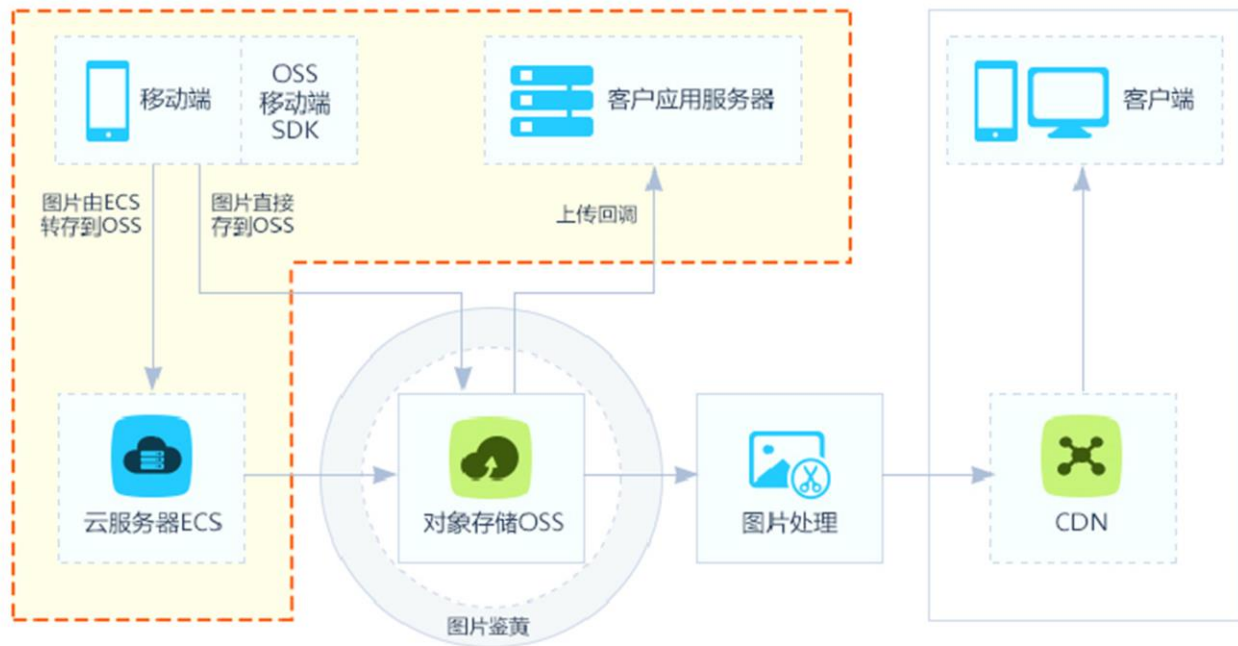 移动端
OSS
移动端
SDK
客户应用服务器
客户端
图片由ECS
转存到OSS
图片直接
存到OSS
上传回调
云服务器ECS
对象存储OSS
图片处理
CDN
图片鉴黄